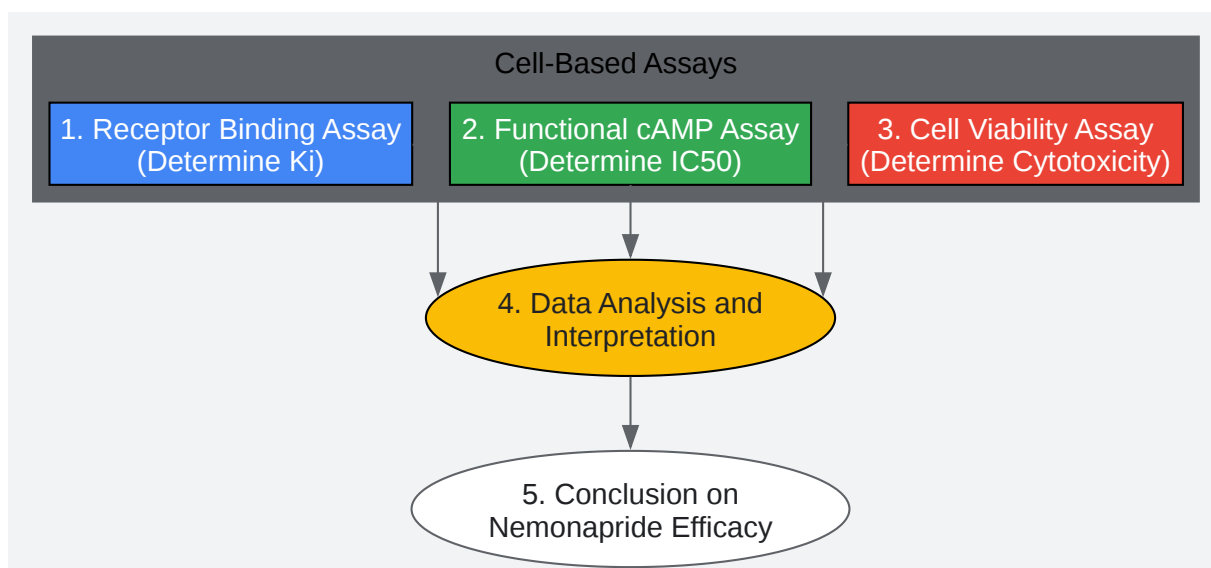 Cell-Based Assays
1. Receptor Binding Assay
(Determine Ki)
2. Functional cAMP Assay
(Determine IC50)
3. Cell Viability Assay
(Determine Cytotoxicity)
4. Data Analysis and
Interpretation
5. Conclusion on
Nemonapride Efficacy